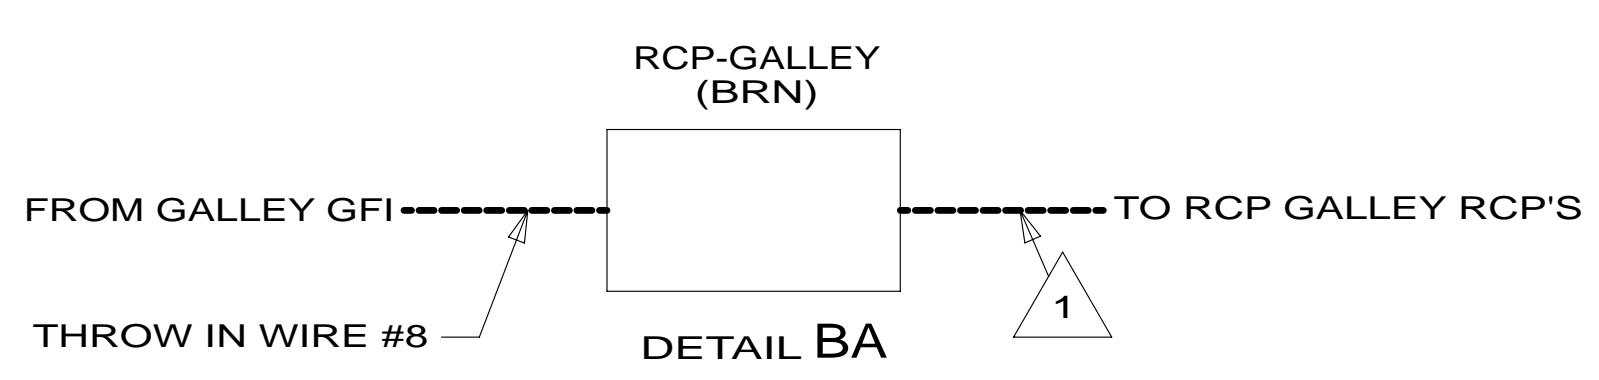 RCP-GALLEY
(BRN)
FROM GALLEY GFI
TO RCP GALLEY RCP'S
THROW IN WIRE #8
1
DETAIL BA